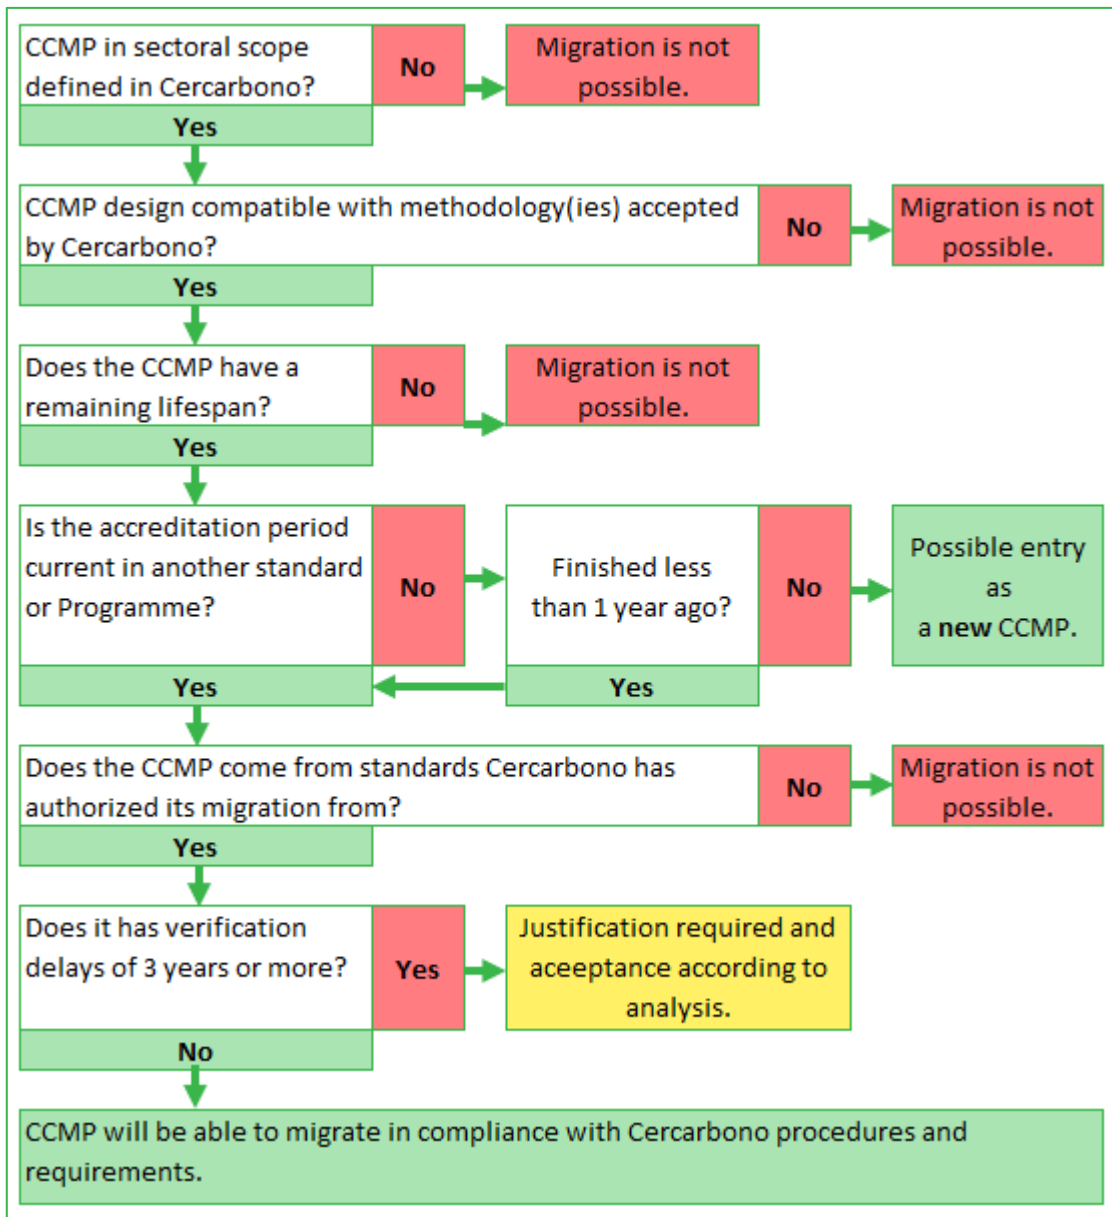 CCMP in sectoral scope
defined in Cercarbono?
No
Migration is not
possible.
Yes
CCMP design compatible with methodology(ies) accepted
by Cercarbono?
No
Migration is not
possible.
Yes
Does the CCMP have a
remaining lifespan?
No
Migration is not
possible.
Yes
Is the accreditation period
current in another standard
or Programme?
No
Finished less
than 1 year ago?
No
Possible entry
as
a new CCMP.
Yes
Yes
Does the CCMP come from standards Cercarbono has
authorized its migration from?
No
Migration is not
possible.
Yes
Does it has verification
delays of 3 years or more?
Yes
Justification required and
aceeptance according to
analysis.
No
CCMP will be able to migrate in compliance with Cercarbono procedures and
requirements.